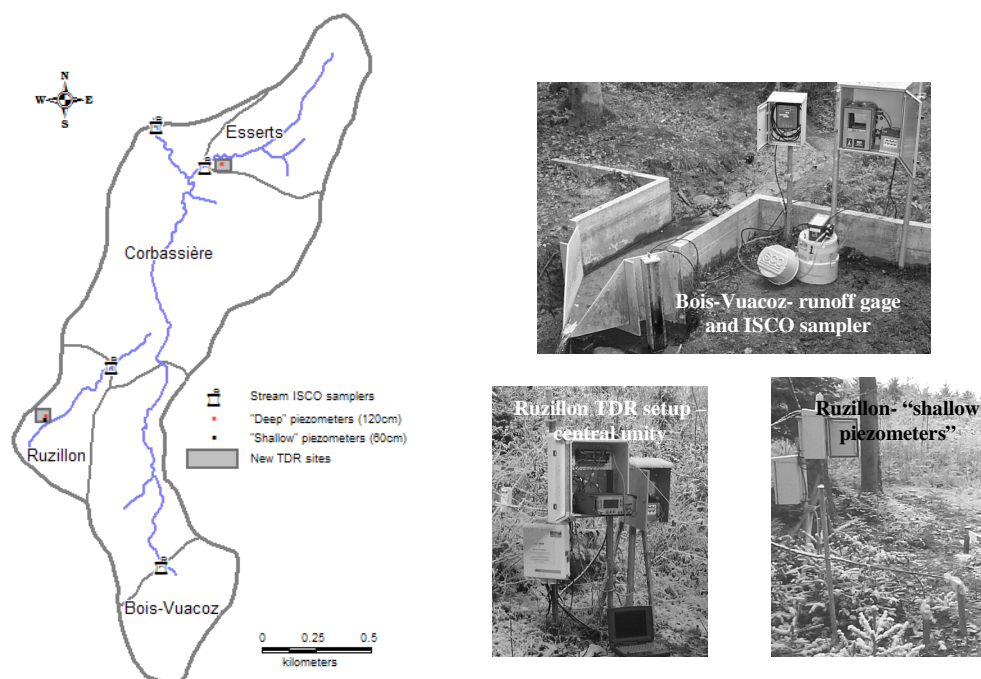 N
W E
S
Esserts
Corbassière
Ruzillon
Bois-Vuacoz
Stream ISCO samplers
"Deep" piezometers (120cm)
"Shallow" piezometers (60cm)
New TDR sites
0 0.25 0.5
kilometers
ISCO
1
Bois-Vuacoz- runoff gage
and ISCO sampler
Ruzillon TDR setup –
central unity
Ruzillon- “shallow
piezometers”